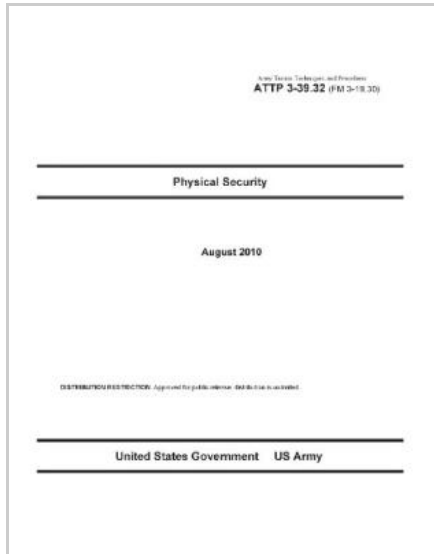 Army Tactics, Techniques, and Procedures
ATTP 3-39.32 (FM 3-19.30)
Physical Security
August 2010
DISTRIBUTION RESTRICTION. Approved for public release; distribution is unlimited.
United States Government US Army